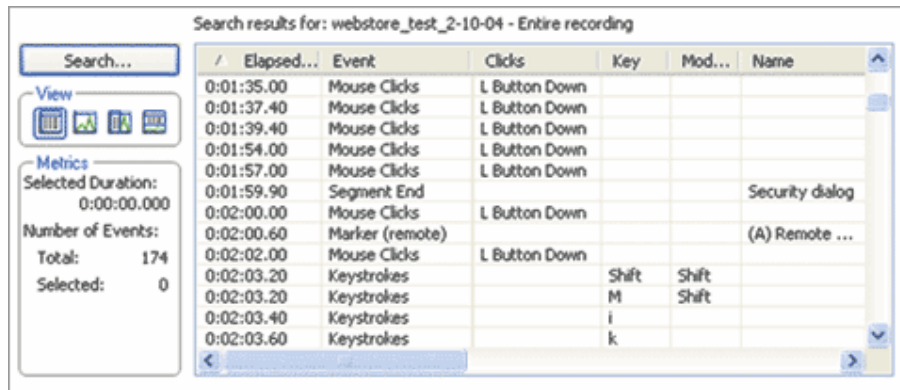 Search results for: webstore_test_2-10-04 - Entire recording
Search...
View
Metrics
Selected Duration:
0:00:00.000
Number of Events:
Total: 174
Selected: 0
Elapsed... Event Clicks Key Mod... Name
0:01:35.00 Mouse Clicks L Button Down
0:01:37.40 Mouse Clicks L Button Down
0:01:39.40 Mouse Clicks L Button Down
0:01:54.00 Mouse Clicks L Button Down
0:01:57.00 Mouse Clicks L Button Down
0:01:59.90 Segment End Security dialog
0:02:00.00 Mouse Clicks L Button Down
0:02:00.60 Marker (remote) (A) Remote ...
0:02:02.00 Mouse Clicks L Button Down
0:02:03.20 Keystrokes Shift Shift
0:02:03.20 Keystrokes M Shift
0:02:03.40 Keystrokes i
0:02:03.60 Keystrokes k